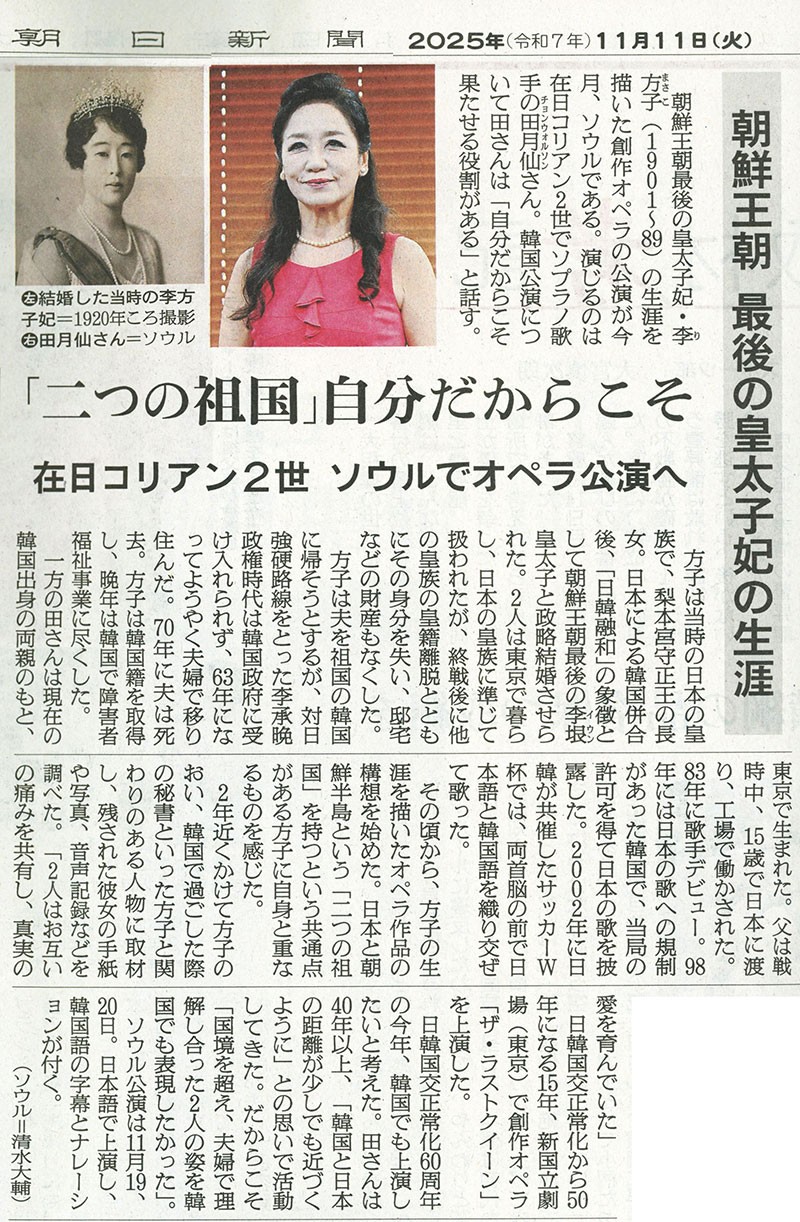 朝日新聞 2025年(令和7年)11月11日(火)
朝鮮王朝 最後の皇太子妃の生涯
朝鮮王朝最後の皇太子妃・李
り
方子(1901〜89)の生涯を
まさこ
描いた創作オペラの公演が今
月、ソウルである。演じるのは
在日コリアン2世でソプラノ歌
手の田月仙さん。韓国公演につ
チョンウォルソン
いて田さんは「自分だからこそ
果たせる役割がある」と話す。
左結婚した当時の李方
子妃=1920年ころ撮影
右田月仙さん=ソウル
「二つの祖国」自分だからこそ
在日コリアン2世 ソウルでオペラ公演へ
方子は当時の日本の皇
族で、梨本宮守正王の長
女。日本による韓国併合
後、「日韓融和」の象徴と
して朝鮮王朝最後の李垠
イウン
皇太子と政略結婚させら
れた。2人は東京で暮ら
し、日本の皇族に準じて
扱われたが、終戦後に他
の皇族の皇籍離脱ととも
にその身分を失い、邸宅
などの財産もなくした。
方子は夫を祖国の韓国
に帰そうとするが、対日
強硬路線をとった李承晩
政権時代は韓国政府に受
け入れられず、63年にな
ってようやく夫婦で移り
住んだ。70年に夫は死
去。方子は韓国籍を取得
し、晩年は韓国で障害者
福祉事業に尽くした。
一方の田さんは現在の
韓国出身の両親のもと、
東京で生まれた。父は戦
時中、15歳で日本に渡
り、工場で働かされた。
83年に歌手デビュー。98
年には日本の歌への規制
があった韓国で、当局の
許可を得て日本の歌を披
露した。2002年に日
韓が共催したサッカーW
杯では、両首脳の前で日
本語と韓国語を織り交ぜ
て歌った。
その頃から、方子の生
涯を描いたオペラ作品の
構想を始めた。日本と朝
鮮半島という「二つの祖
国」を持つという共通点
がある方子に自身と重な
るものを感じた。
2年近くかけて方子の
おい、韓国で過ごした際
の秘書といった方子と関
わりのある人物に取材
し、残された彼女の手紙
や写真、音声記録などを
調べた。「2人はお互い
の痛みを共有し、真実の
愛を育んでいた」
日韓国交正常化から50
年になる15年、新国立劇
場(東京)で創作オペラ
「ザ・ラストクイーン」
を上演した。
日韓国交正常化60周年
の今年、韓国でも上演し
たいと考えた。田さんは
40年以上、「韓国と日本
の距離が少しでも近づく
ように」との思いで活動
してきた。だからこそ
「国境を超え、夫婦で理
解し合った2人の姿を韓
国でも表現したかった」。
ソウル公演は11月19、
20日。日本語で上演し、
韓国語の字幕とナレーシ
ョンが付く。
(ソウル=清水大輔)